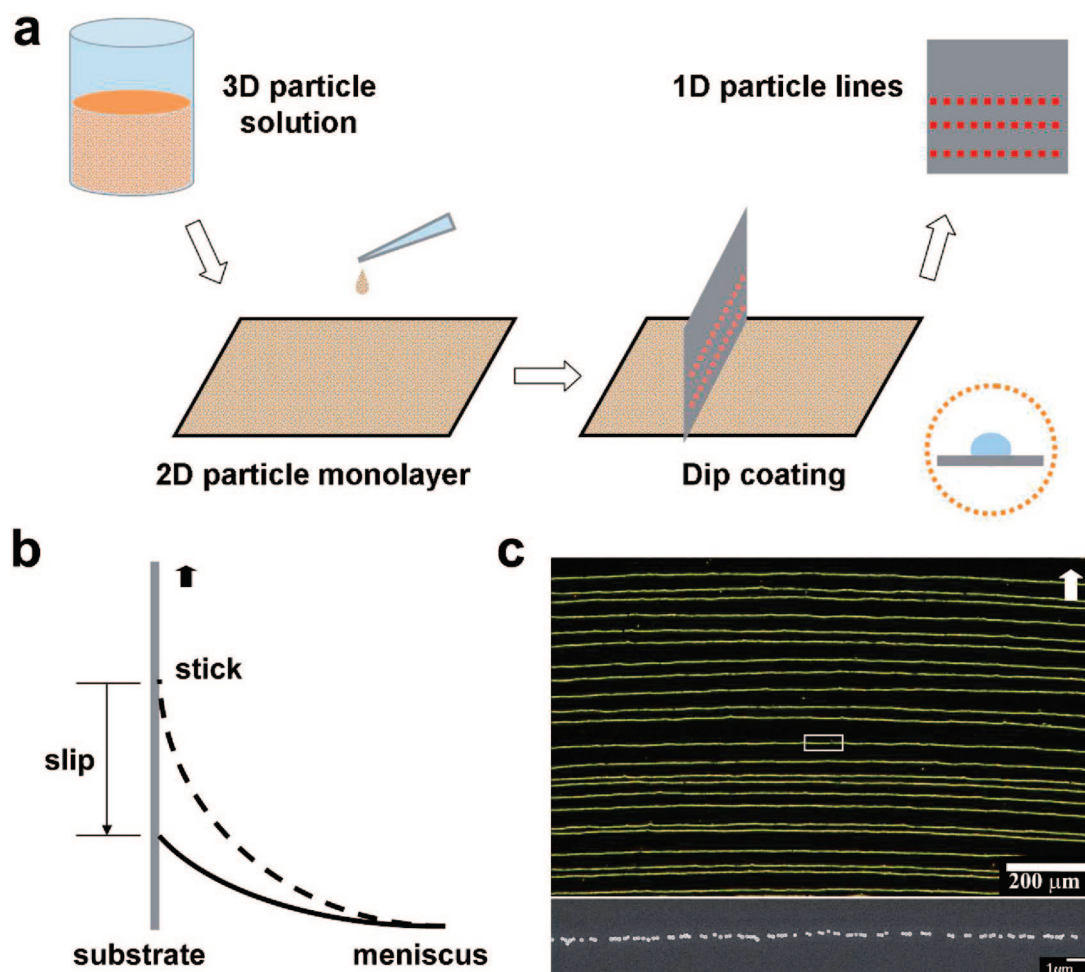 a
3D particle
solution
1D particle lines
2D particle monolayer
Dip coating
b
stick
slip
substrate
meniscus
c
200 μm
1μm